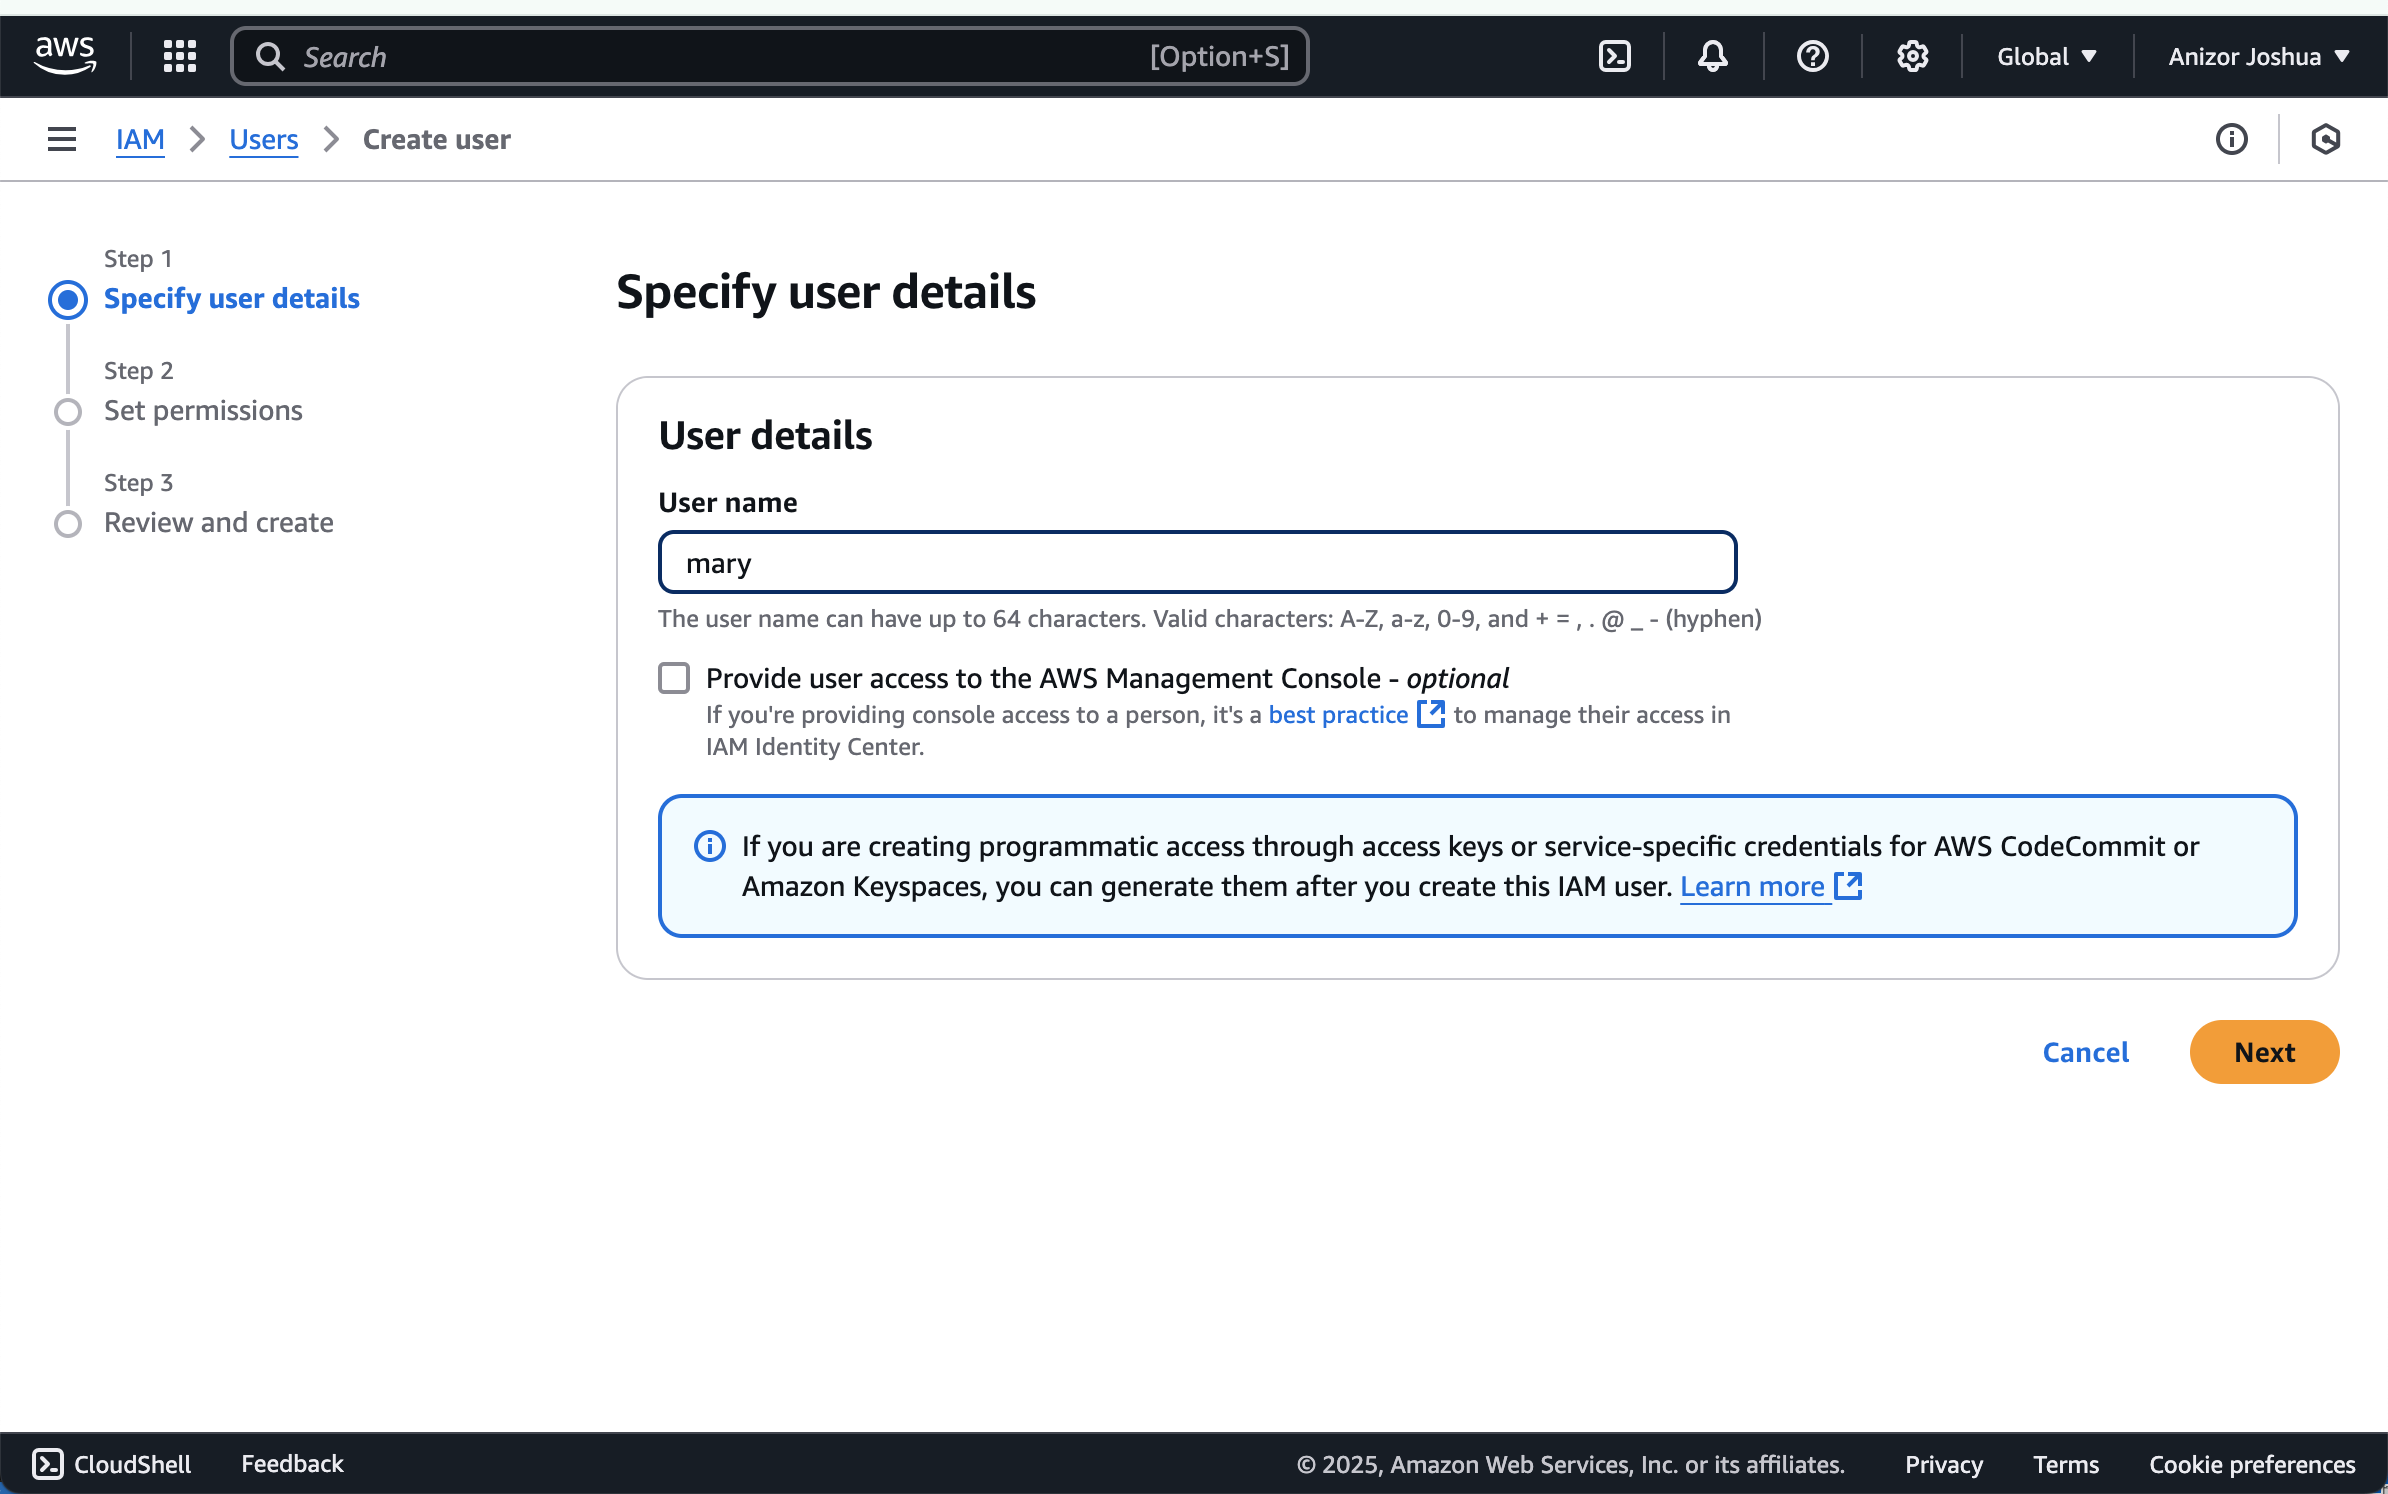 aws
Search [Option+S]
Global
Anizor Joshua
IAM
Users
Create user
Step 1
Specify user details
Step 2
Set permissions
Step 3
Review and create
Specify user details
User details
User name
mary
The user name can have up to 64 characters. Valid characters: A-Z, a-z, 0-9, and + = , . @ _ - (hyphen)
Provide user access to the AWS Management Console - optional
If you're providing console access to a person, it's a best practice to manage their access in
IAM Identity Center.
If you are creating programmatic access through access keys or service-specific credentials for AWS CodeCommit or
Amazon Keyspaces, you can generate them after you create this IAM user. Learn more
Cancel
Next
CloudShell
Feedback
© 2025, Amazon Web Services, Inc. or its affiliates.
Privacy
Terms
Cookie preferences